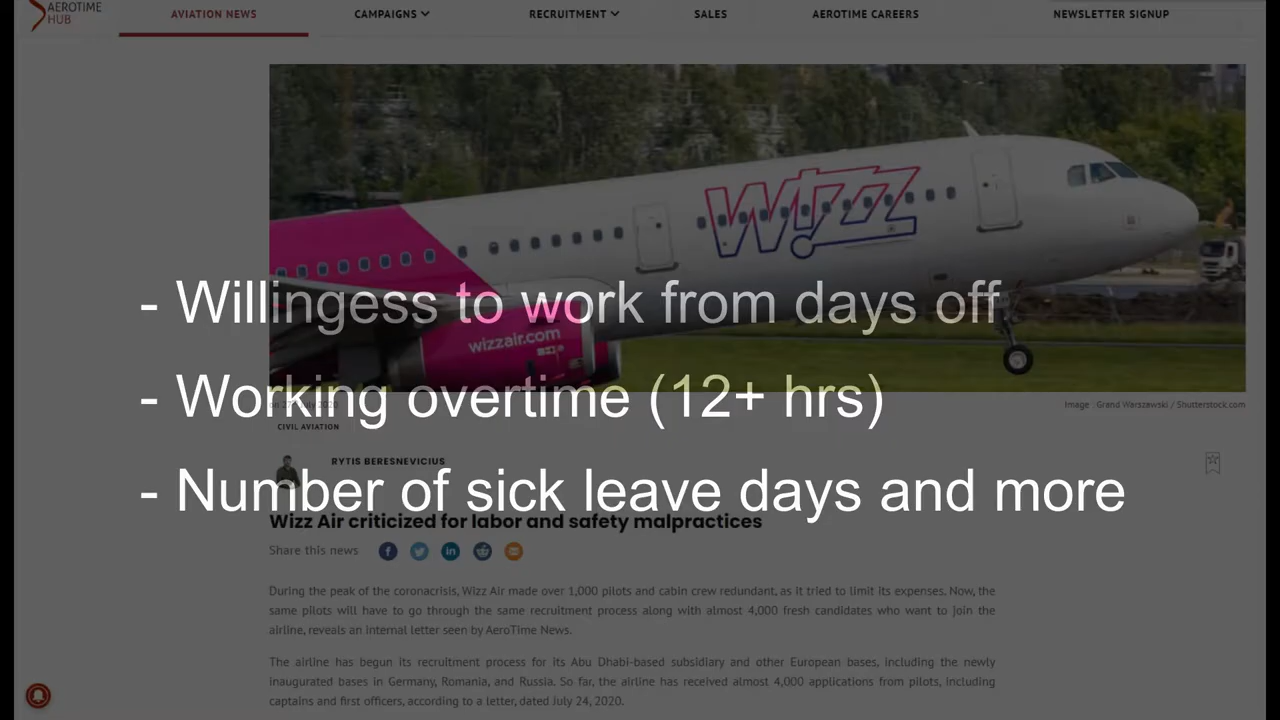 AEROTIME
HUB
AVIATION NEWS
CAMPAIGNS
RECRUITMENT
SALES
AEROTIME CAREERS
NEWSLETTER SIGNUP
wizz
wizzair.com
- Willingess to work from days off
- Working overtime (12+ hrs)
- Number of sick leave days and more
on 27 July 2020
Image : Grand Warszawski / Shutterstock.com
CIVIL AVIATION
RYTIS BERESNEVICIUS
Wizz Air criticized for labor and safety malpractices
Share this news
During the peak of the coronacrisis, Wizz Air made over 1,000 pilots and cabin crew redundant, as it tried to limit its expenses. Now, the
same pilots will have to go through the same recruitment process along with almost 4,000 fresh candidates who want to join the
airline, reveals an internal letter seen by AeroTime News.
The airline has begun its recruitment process for its Abu Dhabi-based subsidiary and other European bases, including the newly
inaugurated bases in Germany, Romania, and Russia. So far, the airline has received almost 4,000 applications from pilots, including
captains and first officers, according to a letter, dated July 24, 2020.